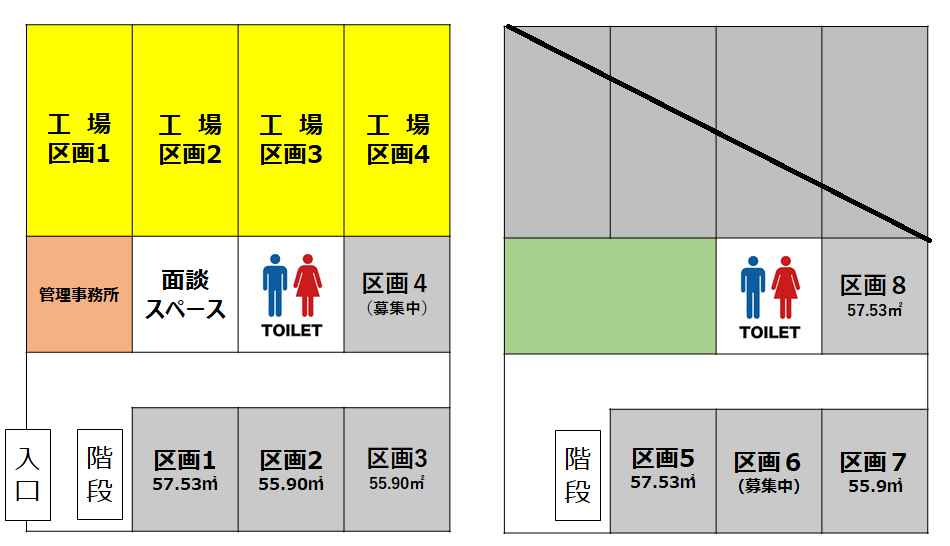 工 場
区画1
工 場
区画2
工 場
区画3
工 場
区画4
管理事務所
面談
スペース
TOILET
区画４
（募集中）
入口
階段
区画1
57.53㎡
区画2
55.90㎡
区画3
55.90㎡
TOILET
区画８
57.53㎡
階段
区画5
57.53㎡
区画６
(募集中)
区画７
55.9㎡